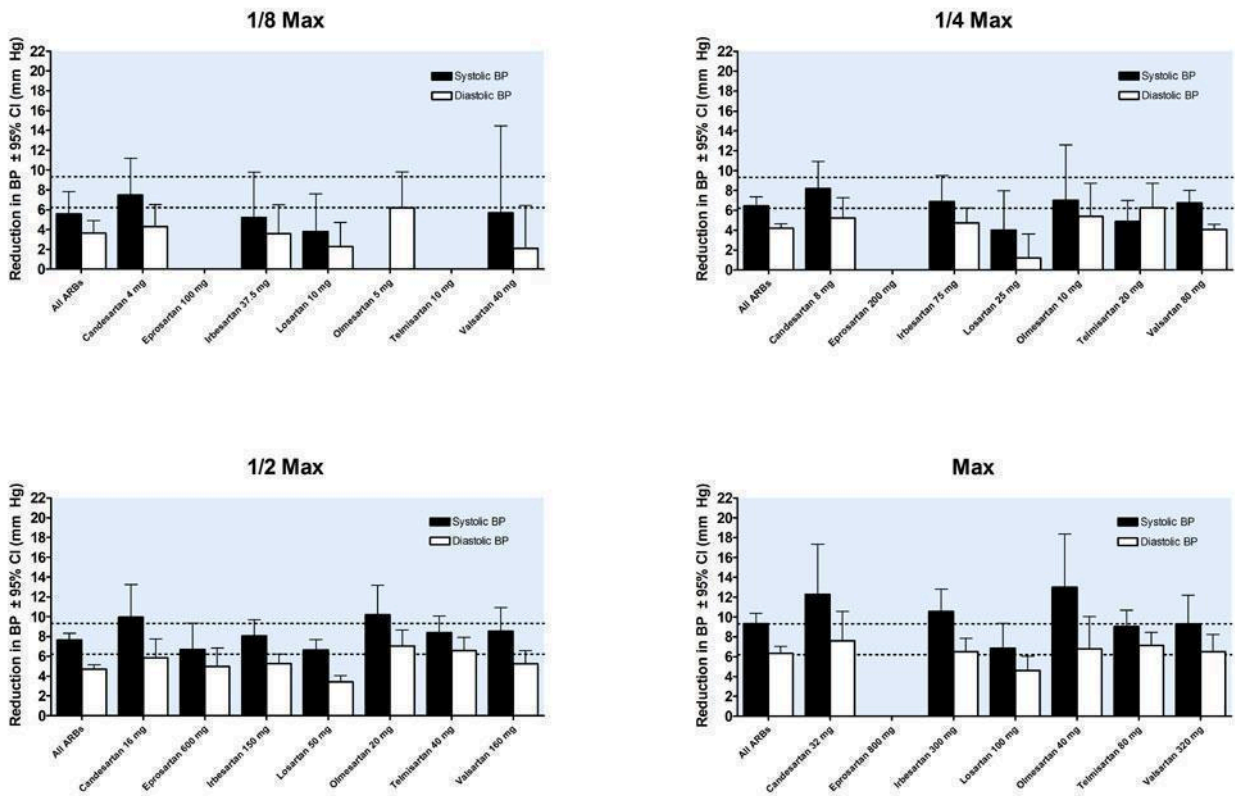 1/8 Max
Reduction in BP ± 95% CI (mm Hg)
22
20
18
16
14
12
10
8
6
4
2
0
Systolic BP
Diastolic BP
All ARBs
Candesartan 4 mg
Eprosartan 100 mg
Irbesartan 37.5 mg
Losartan 10 mg
Olmesartan 5 mg
Telmisartan 10 mg
Valsartan 40 mg
1/4 Max
Reduction in BP ± 95% CI (mm Hg)
22
20
18
16
14
12
10
8
6
4
2
0
Systolic BP
Diastolic BP
All ARBs
Candesartan 8 mg
Eprosartan 200 mg
Irbesartan 75 mg
Losartan 25 mg
Olmesartan 10 mg
Telmisartan 20 mg
Valsartan 80 mg
1/2 Max
Reduction in BP ± 95% CI (mm Hg)
22
20
18
16
14
12
10
8
6
4
2
0
Systolic BP
Diastolic BP
All ARBs
Candesartan 16 mg
Eprosartan 600 mg
Irbesartan 150 mg
Losartan 50 mg
Olmesartan 20 mg
Telmisartan 40 mg
Valsartan 160 mg
Max
Reduction in BP ± 95% CI (mm Hg)
22
20
18
16
14
12
10
8
6
4
2
0
Systolic BP
Diastolic BP
All ARBs
Candesartan 32 mg
Eprosartan 800 mg
Irbesartan 300 mg
Losartan 100 mg
Olmesartan 40 mg
Telmisartan 80 mg
Valsartan 320 mg